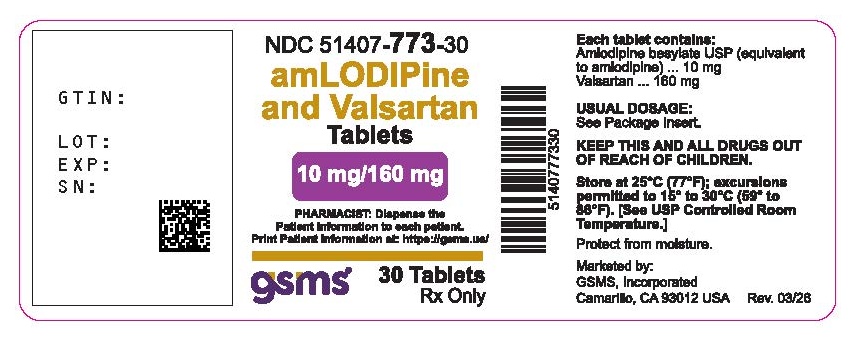 GTIN:
LOT:
EXP:
SN:
NDC 51407-773-30
amLODIPine
and Valsartan
Tablets
10 mg/160 mg
PHARMACIST: Dispense the
Patient Information to each patient.
Print Patient Information at: https://gsms.us/
gsms
30 Tablets
Rx Only
5140777330
Each tablet contains:
Amlodipine besylate USP (equivalent
to amlodipine) ... 10 mg
Valsartan ... 160 mg
USUAL DOSAGE:
See Package Insert.
KEEP THIS AND ALL DRUGS OUT
OF REACH OF CHILDREN.
Store at 25°C (77°F); excursions
permitted to 15° to 30°C (59° to
86°F). [See USP Controlled Room
Temperature.]
Protect from moisture.
Marketed by:
GSMS, Incorporated
Camarillo, CA 93012 USA Rev. 03/26